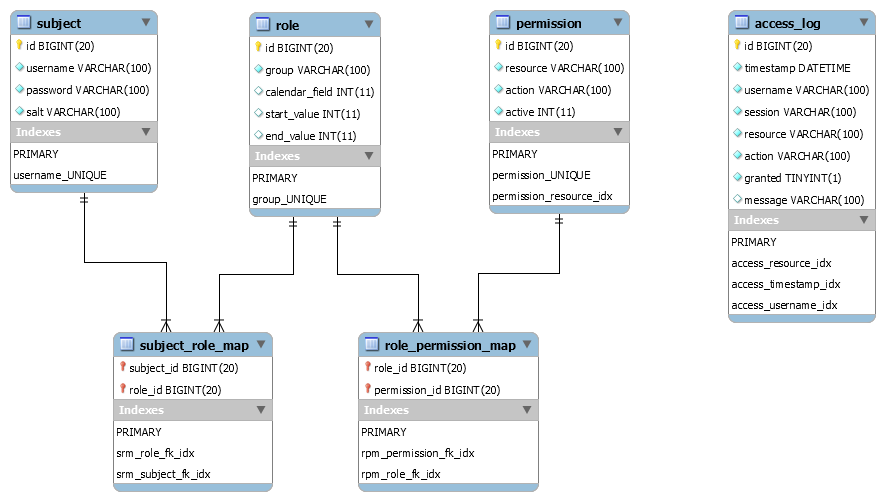 subject
id BIGINT(20)
username VARCHAR(100)
password VARCHAR(100)
salt VARCHAR(100)
Indexes
PRIMARY
username_UNIQUE
role
id BIGINT(20)
group VARCHAR(100)
calendar_field INT(11)
start_value INT(11)
end_value INT(11)
Indexes
PRIMARY
group_UNIQUE
permission
id BIGINT(20)
resource VARCHAR(100)
action VARCHAR(100)
active INT(11)
Indexes
PRIMARY
permission_UNIQUE
permission_resource_idx
access_log
id BIGINT(20)
timestamp DATETIME
username VARCHAR(100)
session VARCHAR(100)
resource VARCHAR(100)
action VARCHAR(100)
granted TINYINT(1)
message VARCHAR(100)
Indexes
PRIMARY
access_resource_idx
access_timestamp_idx
access_username_idx
subject_role_map
subject_id BIGINT(20)
role_id BIGINT(20)
Indexes
PRIMARY
srm_role_fk_idx
srm_subject_fk_idx
role_permission_map
role_id BIGINT(20)
permission_id BIGINT(20)
Indexes
PRIMARY
rpm_permission_fk_idx
rpm_role_fk_idx